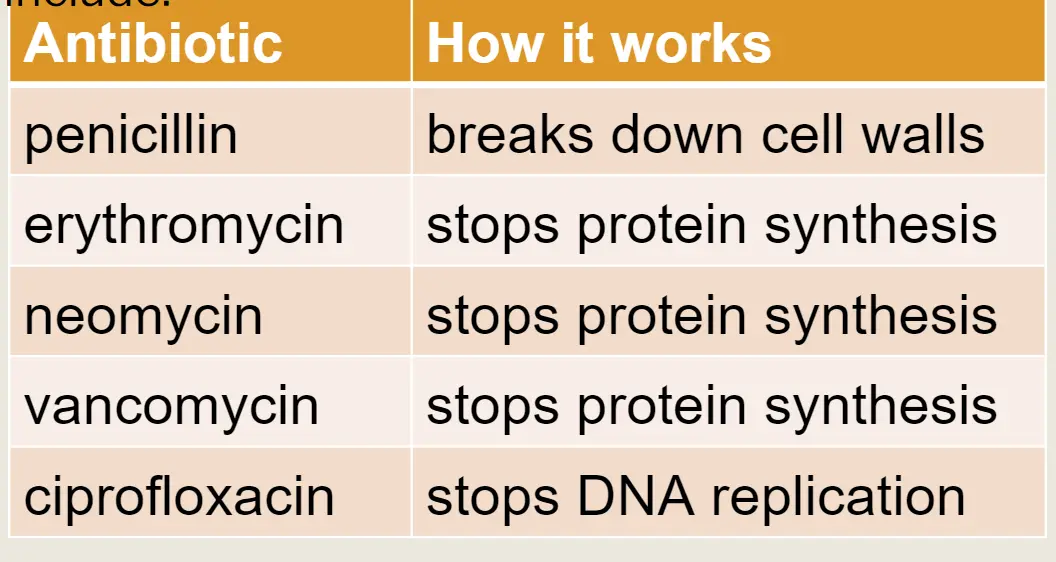 include:
Antibiotic How it works
penicillin breaks down cell walls
erythromycin stops protein synthesis
neomycin stops protein synthesis
vancomycin stops protein synthesis
ciprofloxacin stops DNA replication